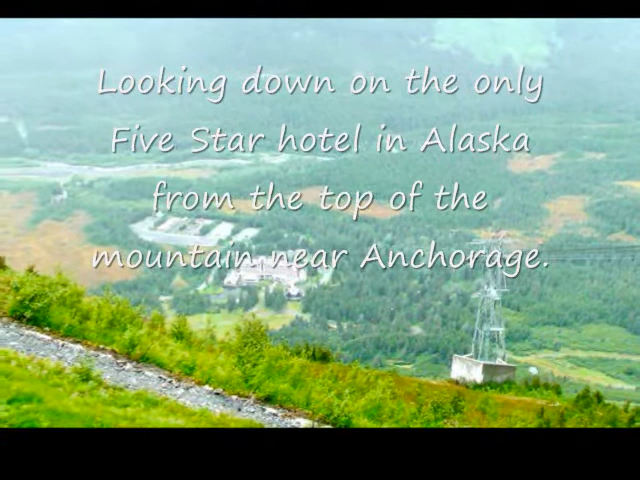 Looking down on the only
Five Star hotel in Alaska
from the top of the
mountain near Anchorage.